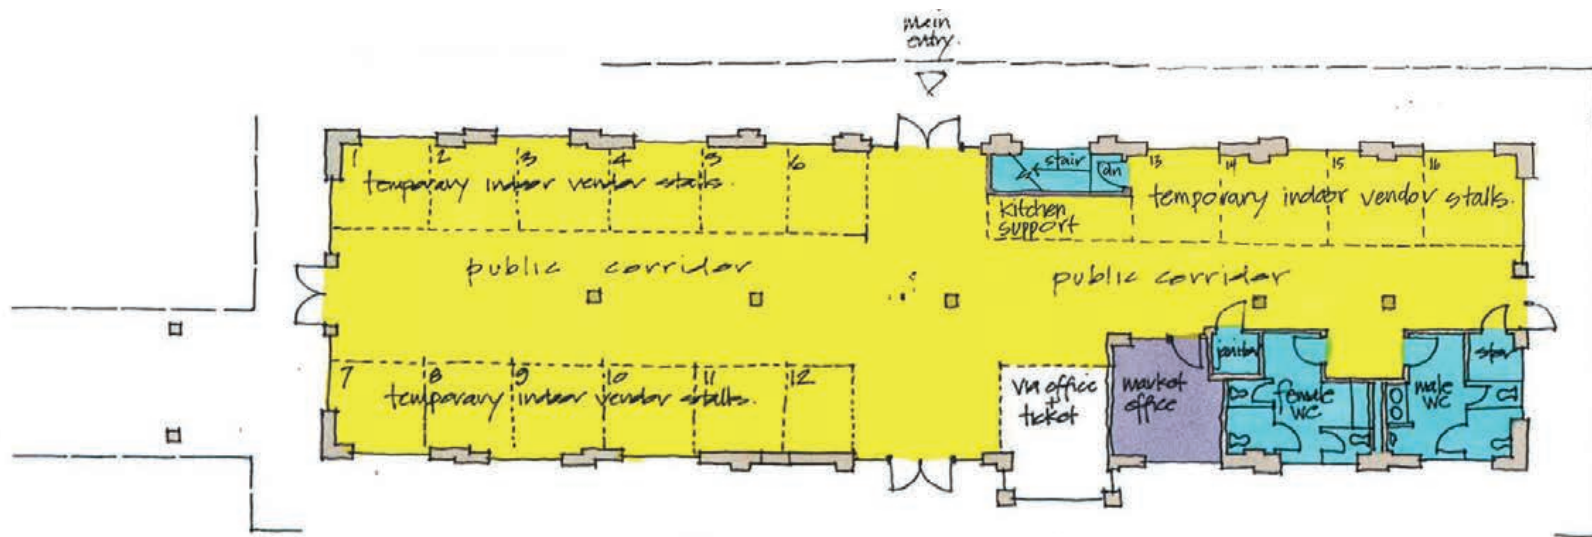 main
entry.
1 2 3 4 5 6
temporary indoor vendor stalls.
stair
dn
13 14 15 16
temporary indoor vendor stalls.
kitchen
support
public corridor
public corridor
7 8 9 10 11 12
temporary indoor vendor stalls.
via office
+
ticket
market
office
janitor
female
WC
male
WC
stor